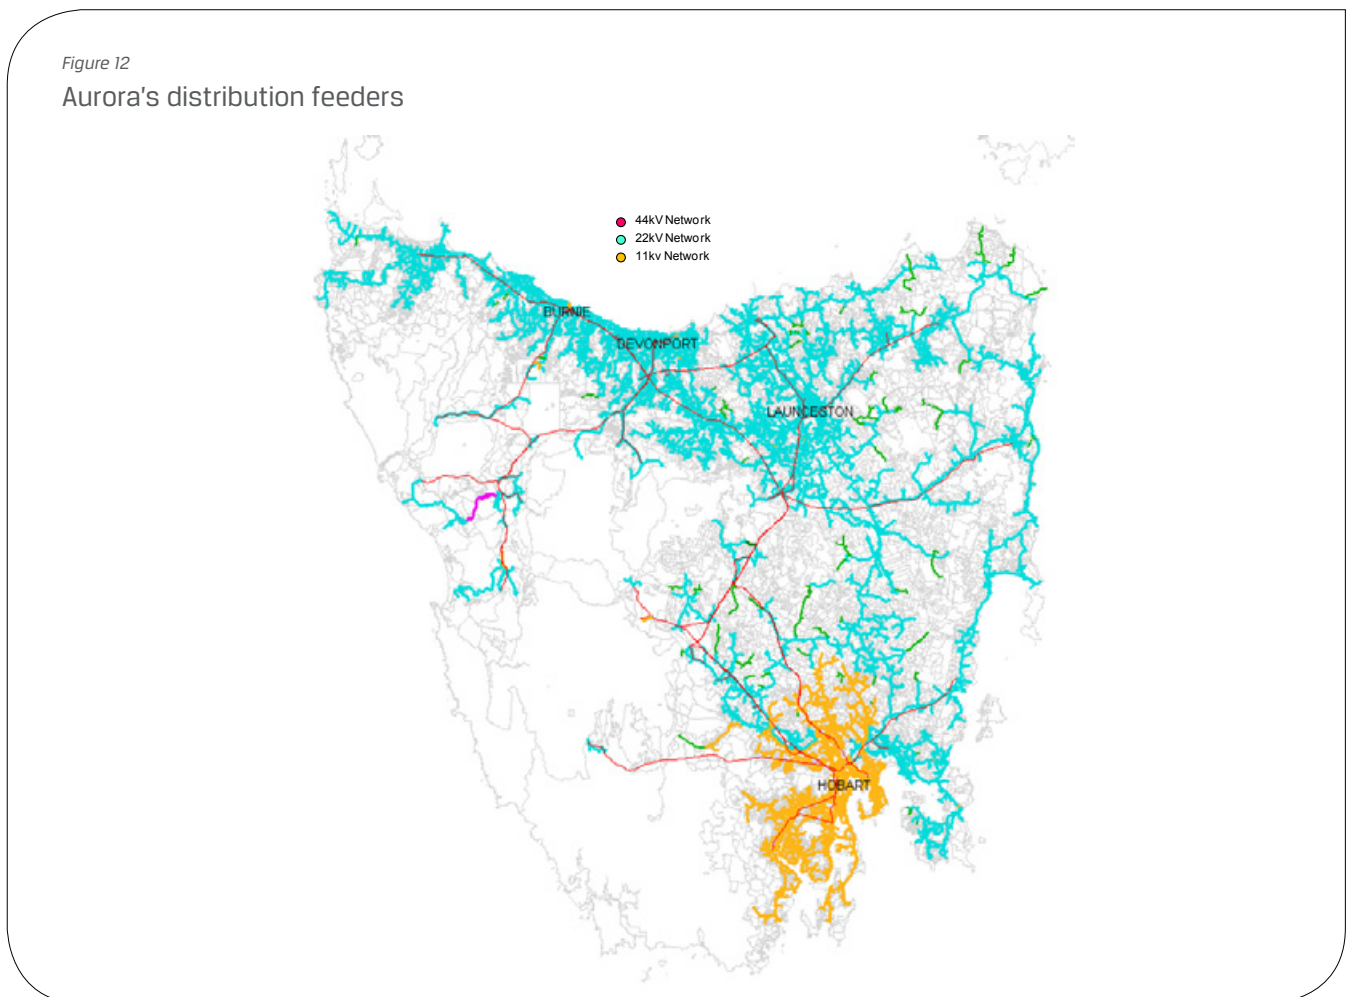 Figure 12
Aurora's distribution feeders
44kV Network
22kV Network
11kv Network
BURNIE
DEVONPORT
LAUNCESTON
HOBART